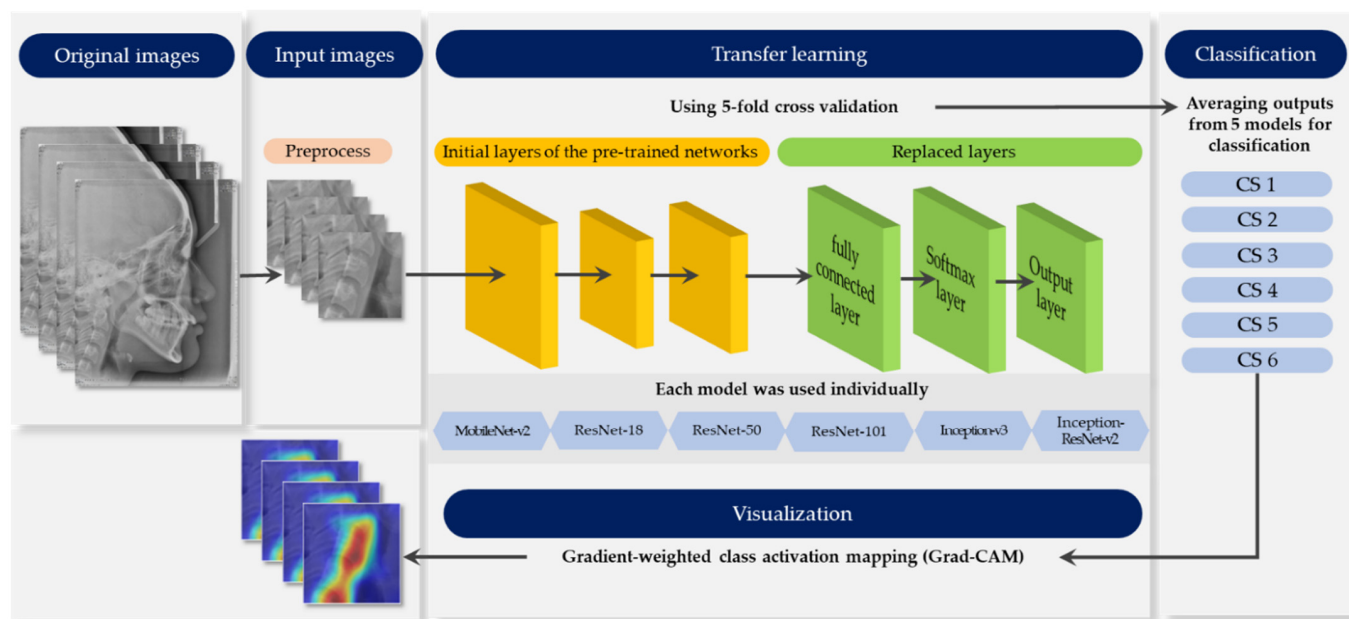 Original images
Input images
Transfer learning
Classification
Using 5-fold cross validation
Averaging outputs
from 5 models for
classification
Preprocess
Initial layers of the pre-trained networks
Replaced layers
fully
connected
layer
Softmax
layer
Output
layer
CS 1
CS 2
CS 3
CS 4
CS 5
CS 6
Each model was used individually
MobileNet-v2
ResNet-18
ResNet-50
ResNet-101
Inception-v3
Inception-
ResNet-v2
Visualization
Gradient-weighted class activation mapping (Grad-CAM)